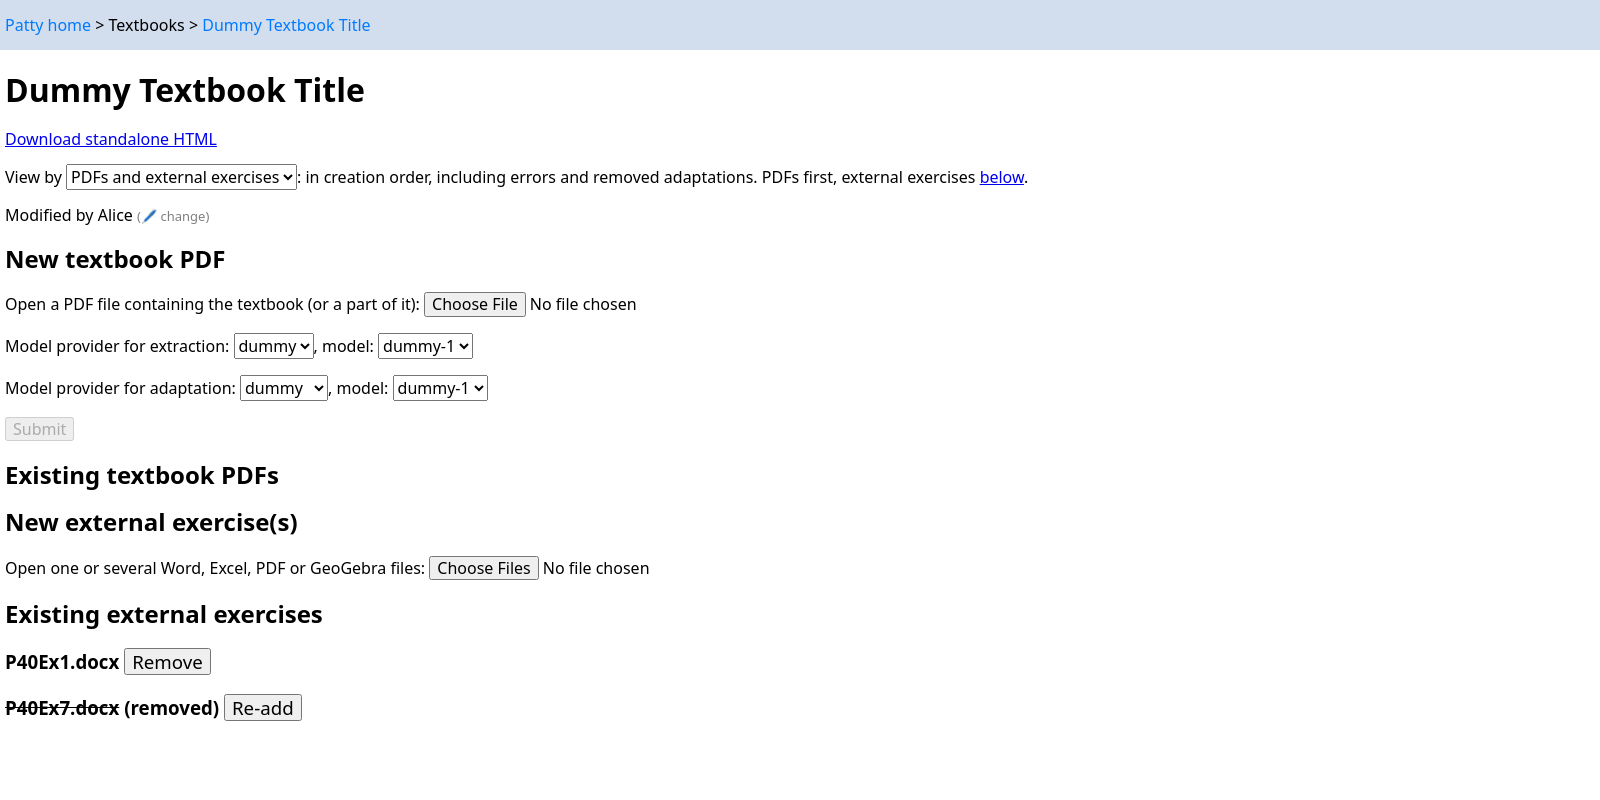 Patty home > Textbooks > Dummy Textbook Title
Dummy Textbook Title
Download standalone HTML
View by PDFs and external exercises : in creation order, including errors and removed adaptations. PDFs first, external exercises below.
Modified by Alice (🖊️ change)
New textbook PDF
Open a PDF file containing the textbook (or a part of it): Choose File No file chosen
Model provider for extraction: dummy , model: dummy-1
Model provider for adaptation: dummy , model: dummy-1
Submit
Existing textbook PDFs
New external exercise(s)
Open one or several Word, Excel, PDF or GeoGebra files: Choose Files No file chosen
Existing external exercises
P40Ex1.docx Remove
P40Ex7.docx (removed) Re-add